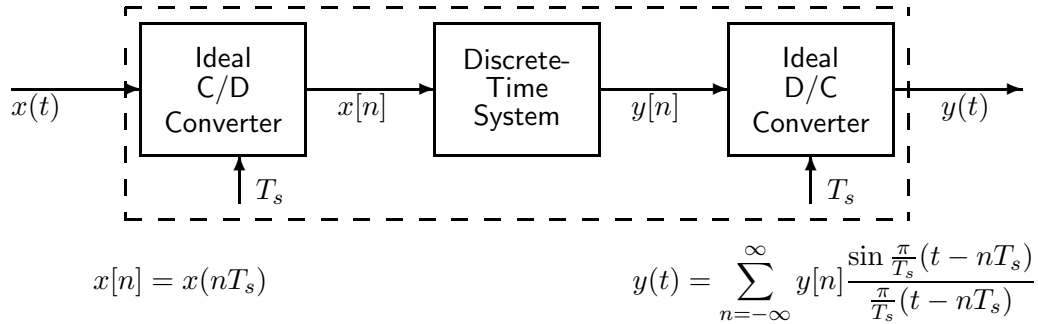 Ideal
C/D
Converter
Discrete-
Time
System
Ideal
D/C
Converter
x(t)
x[n]
y[n]
y(t)
T_s
T_s
x[n] = x(nT_s)
y(t) = \sum_{n=-\infty}^{\infty} y[n] \frac{\sin \frac{\pi}{T_s}(t - nT_s)}{\frac{\pi}{T_s}(t - nT_s)}